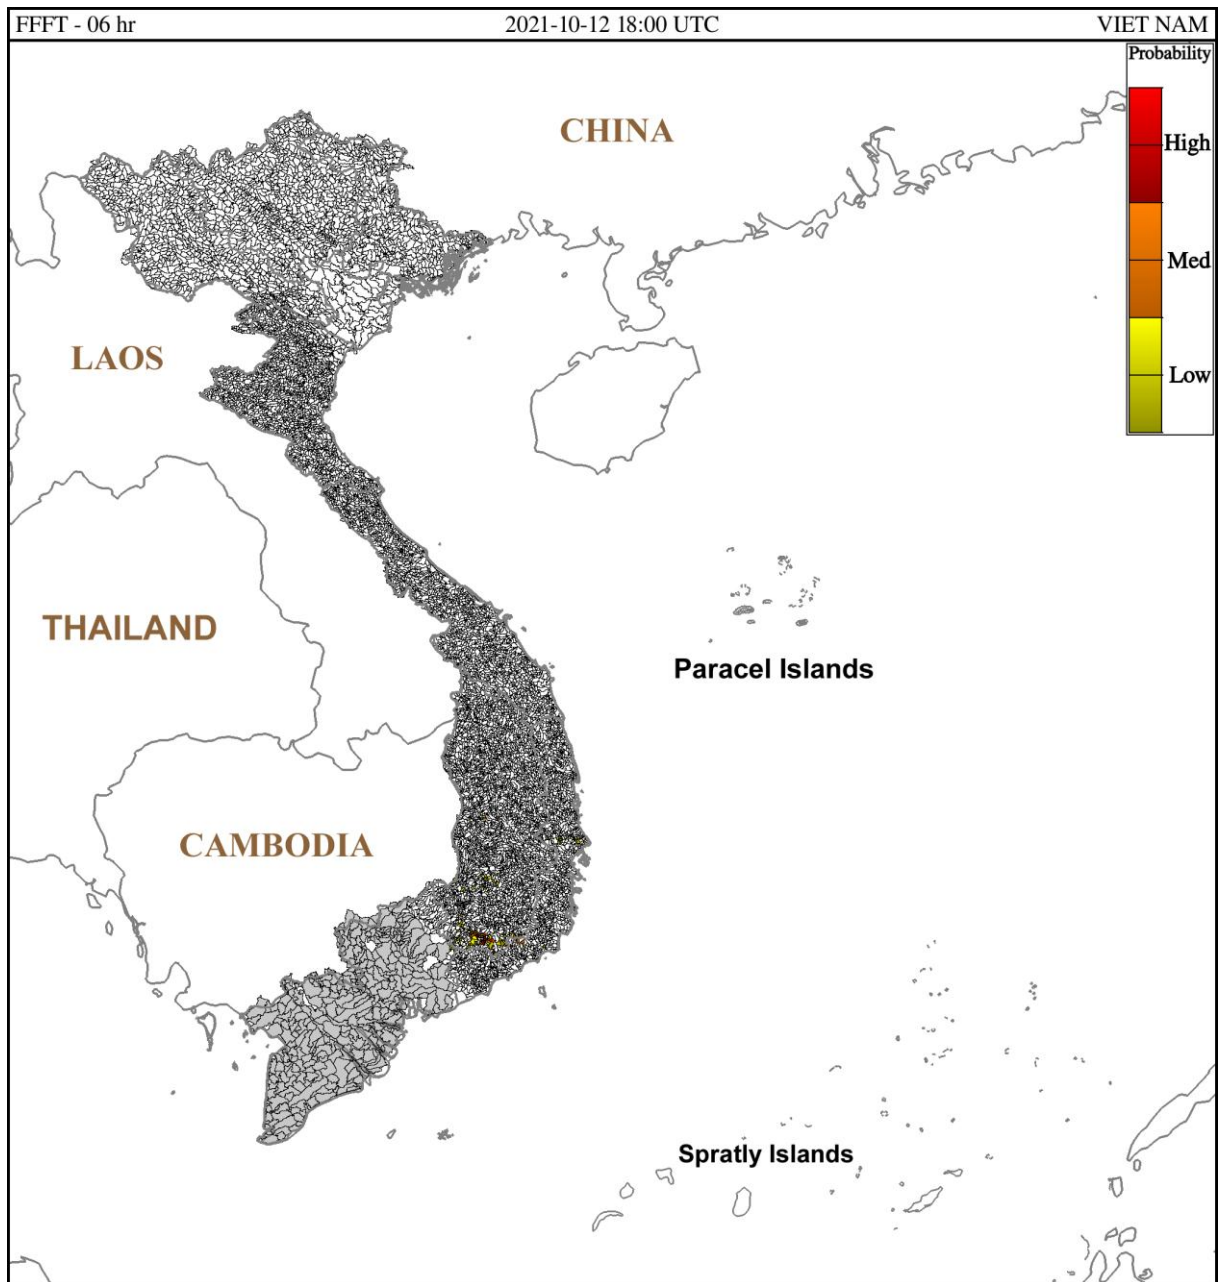 FFFT - 06 hr
2021-10-12 18:00 UTC
VIET NAM
Probability
High
Med
Low
CHINA
LAOS
THAILAND
Paracel Islands
CAMBODIA
Spratly Islands